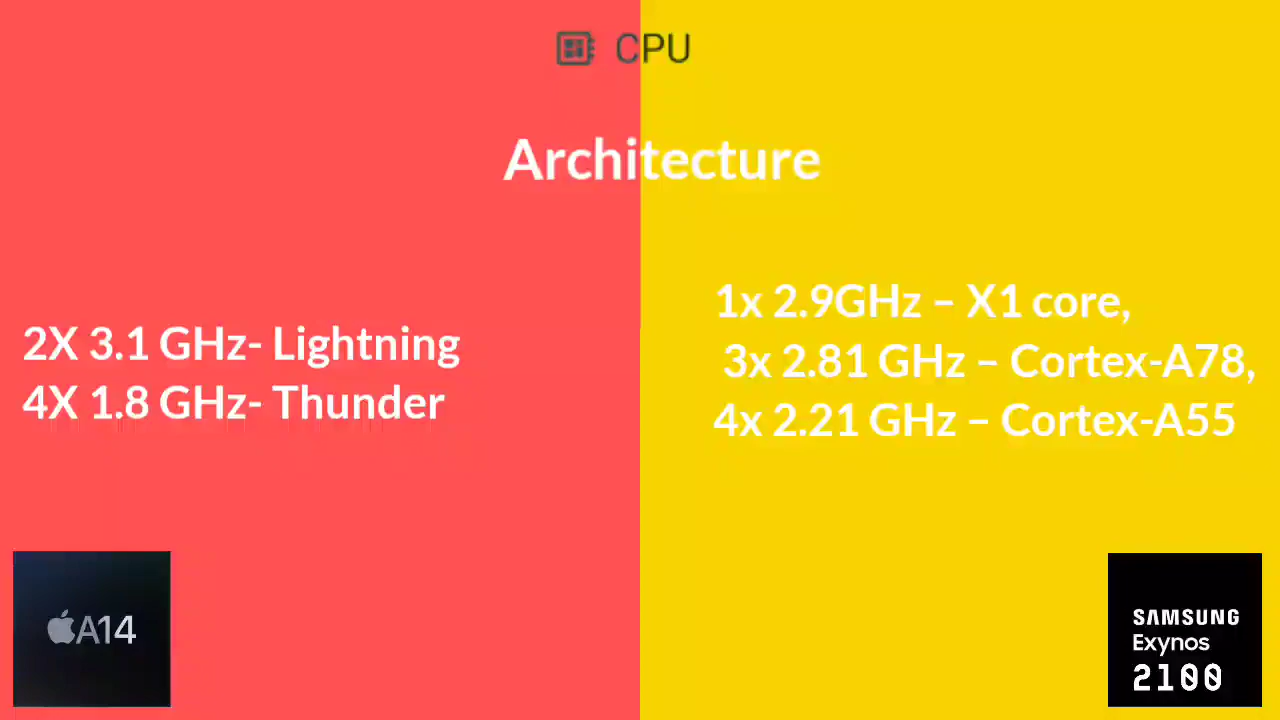 CPU
Architecture
2X 3.1 GHz- Lightning
4X 1.8 GHz- Thunder
1x 2.9GHz – X1 core,
3x 2.81 GHz – Cortex-A78,
4x 2.21 GHz – Cortex-A55
A14
SAMSUNG
Exynos
2100